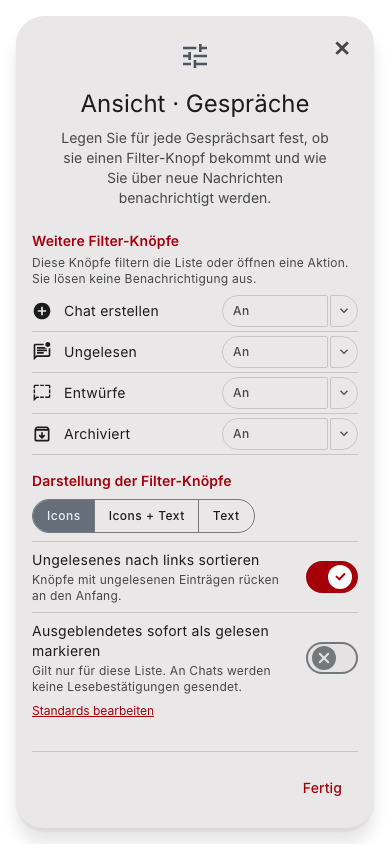 Ansicht · Gespräche
Legen Sie für jede Gesprächsart fest, ob
sie einen Filter-Knopf bekommt und wie
Sie über neue Nachrichten
benachrichtigt werden.
Weitere Filter-Knöpfe
Diese Knöpfe filtern die Liste oder öffnen eine Aktion.
Sie lösen keine Benachrichtigung aus.
Chat erstellen An
Ungelesen An
Entwürfe An
Archiviert An
Darstellung der Filter-Knöpfe
Icons Icons + Text Text
Ungelesenes nach links sortieren
Knöpfe mit ungelesenen Einträgen rücken
an den Anfang.
Ausgeblendetes sofort als gelesen
markieren
Gilt nur für diese Liste. An Chats werden
keine Lesebestätigungen gesendet.
Standards bearbeiten
Fertig